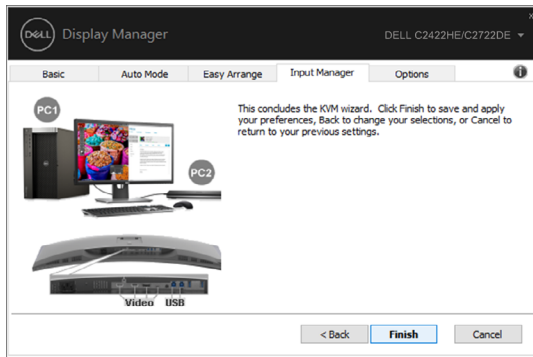 DELL Display Manager
DELL C2422HE/C2722DE
Basic
Auto Mode
Easy Arrange
Input Manager
Options
PC1
This concludes the KVM wizard. Click Finish to save and apply
your preferences, Back to change your selections, or Cancel to
return to your previous settings.
PC2
Video USB
< Back
Finish
Cancel